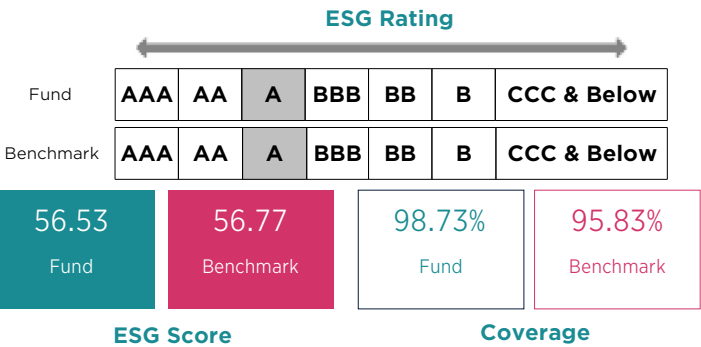 ESG Rating
Fund AAA AA A BBB BB B CCC & Below
Benchmark AAA AA A BBB BB B CCC & Below
56.53 56.77 98.73% 95.83%
Fund Benchmark Fund Benchmark
ESG Score Coverage